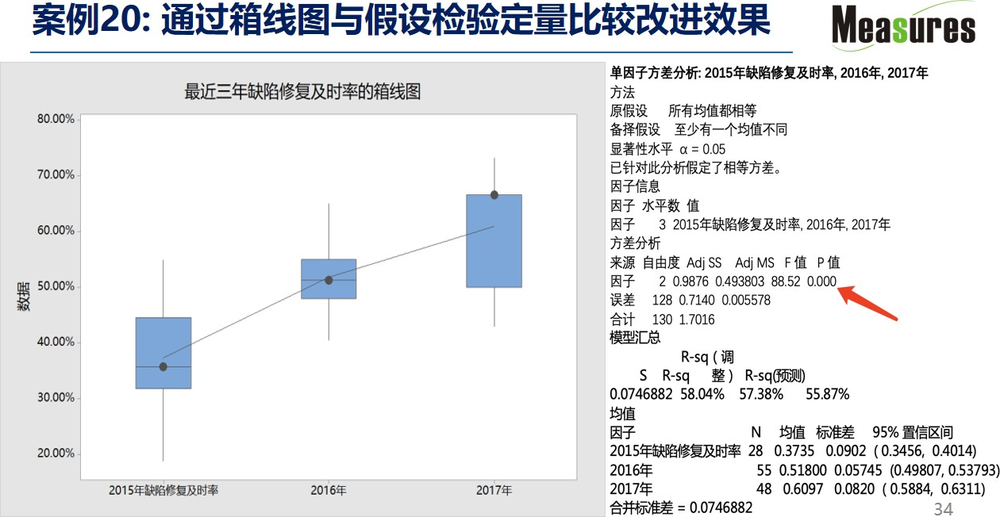 案例20: 通过箱线图与假设检验定量比较改进效果
Measures
最近三年缺陷修复及时率的箱线图
80.00%
70.00%
60.00%
50.00%
40.00%
30.00%
20.00%
数据
2015年缺陷修复及时率 2016年 2017年
单因子方差分析: 2015年缺陷修复及时率, 2016年, 2017年
方法
原假设 所有均值都相等
备择假设 至少有一个均值不同
显著性水平 α = 0.05
已针对此分析假定了相等方差。
因子信息
因子 水平数 值
因子 3 2015年缺陷修复及时率, 2016年, 2017年
方差分析
来源 自由度 Adj SS Adj MS F 值 P 值
因子 2 0.9876 0.493803 88.52 0.000
误差 128 0.7140 0.005578
合计 130 1.7016
模型汇总
R-sq ( 调
S R-sq 整 ) R-sq(预测)
0.0746882 58.04% 57.38% 55.87%
均值
因子 N 均值 标准差 95% 置信区间
2015年缺陷修复及时率 28 0.3735 0.0902 ( 0.3456, 0.4014)
2016年 55 0.51800 0.05745 (0.49807, 0.53793)
2017年 48 0.6097 0.0820 ( 0.5884, 0.6311)
合并标准差 = 0.0746882
34